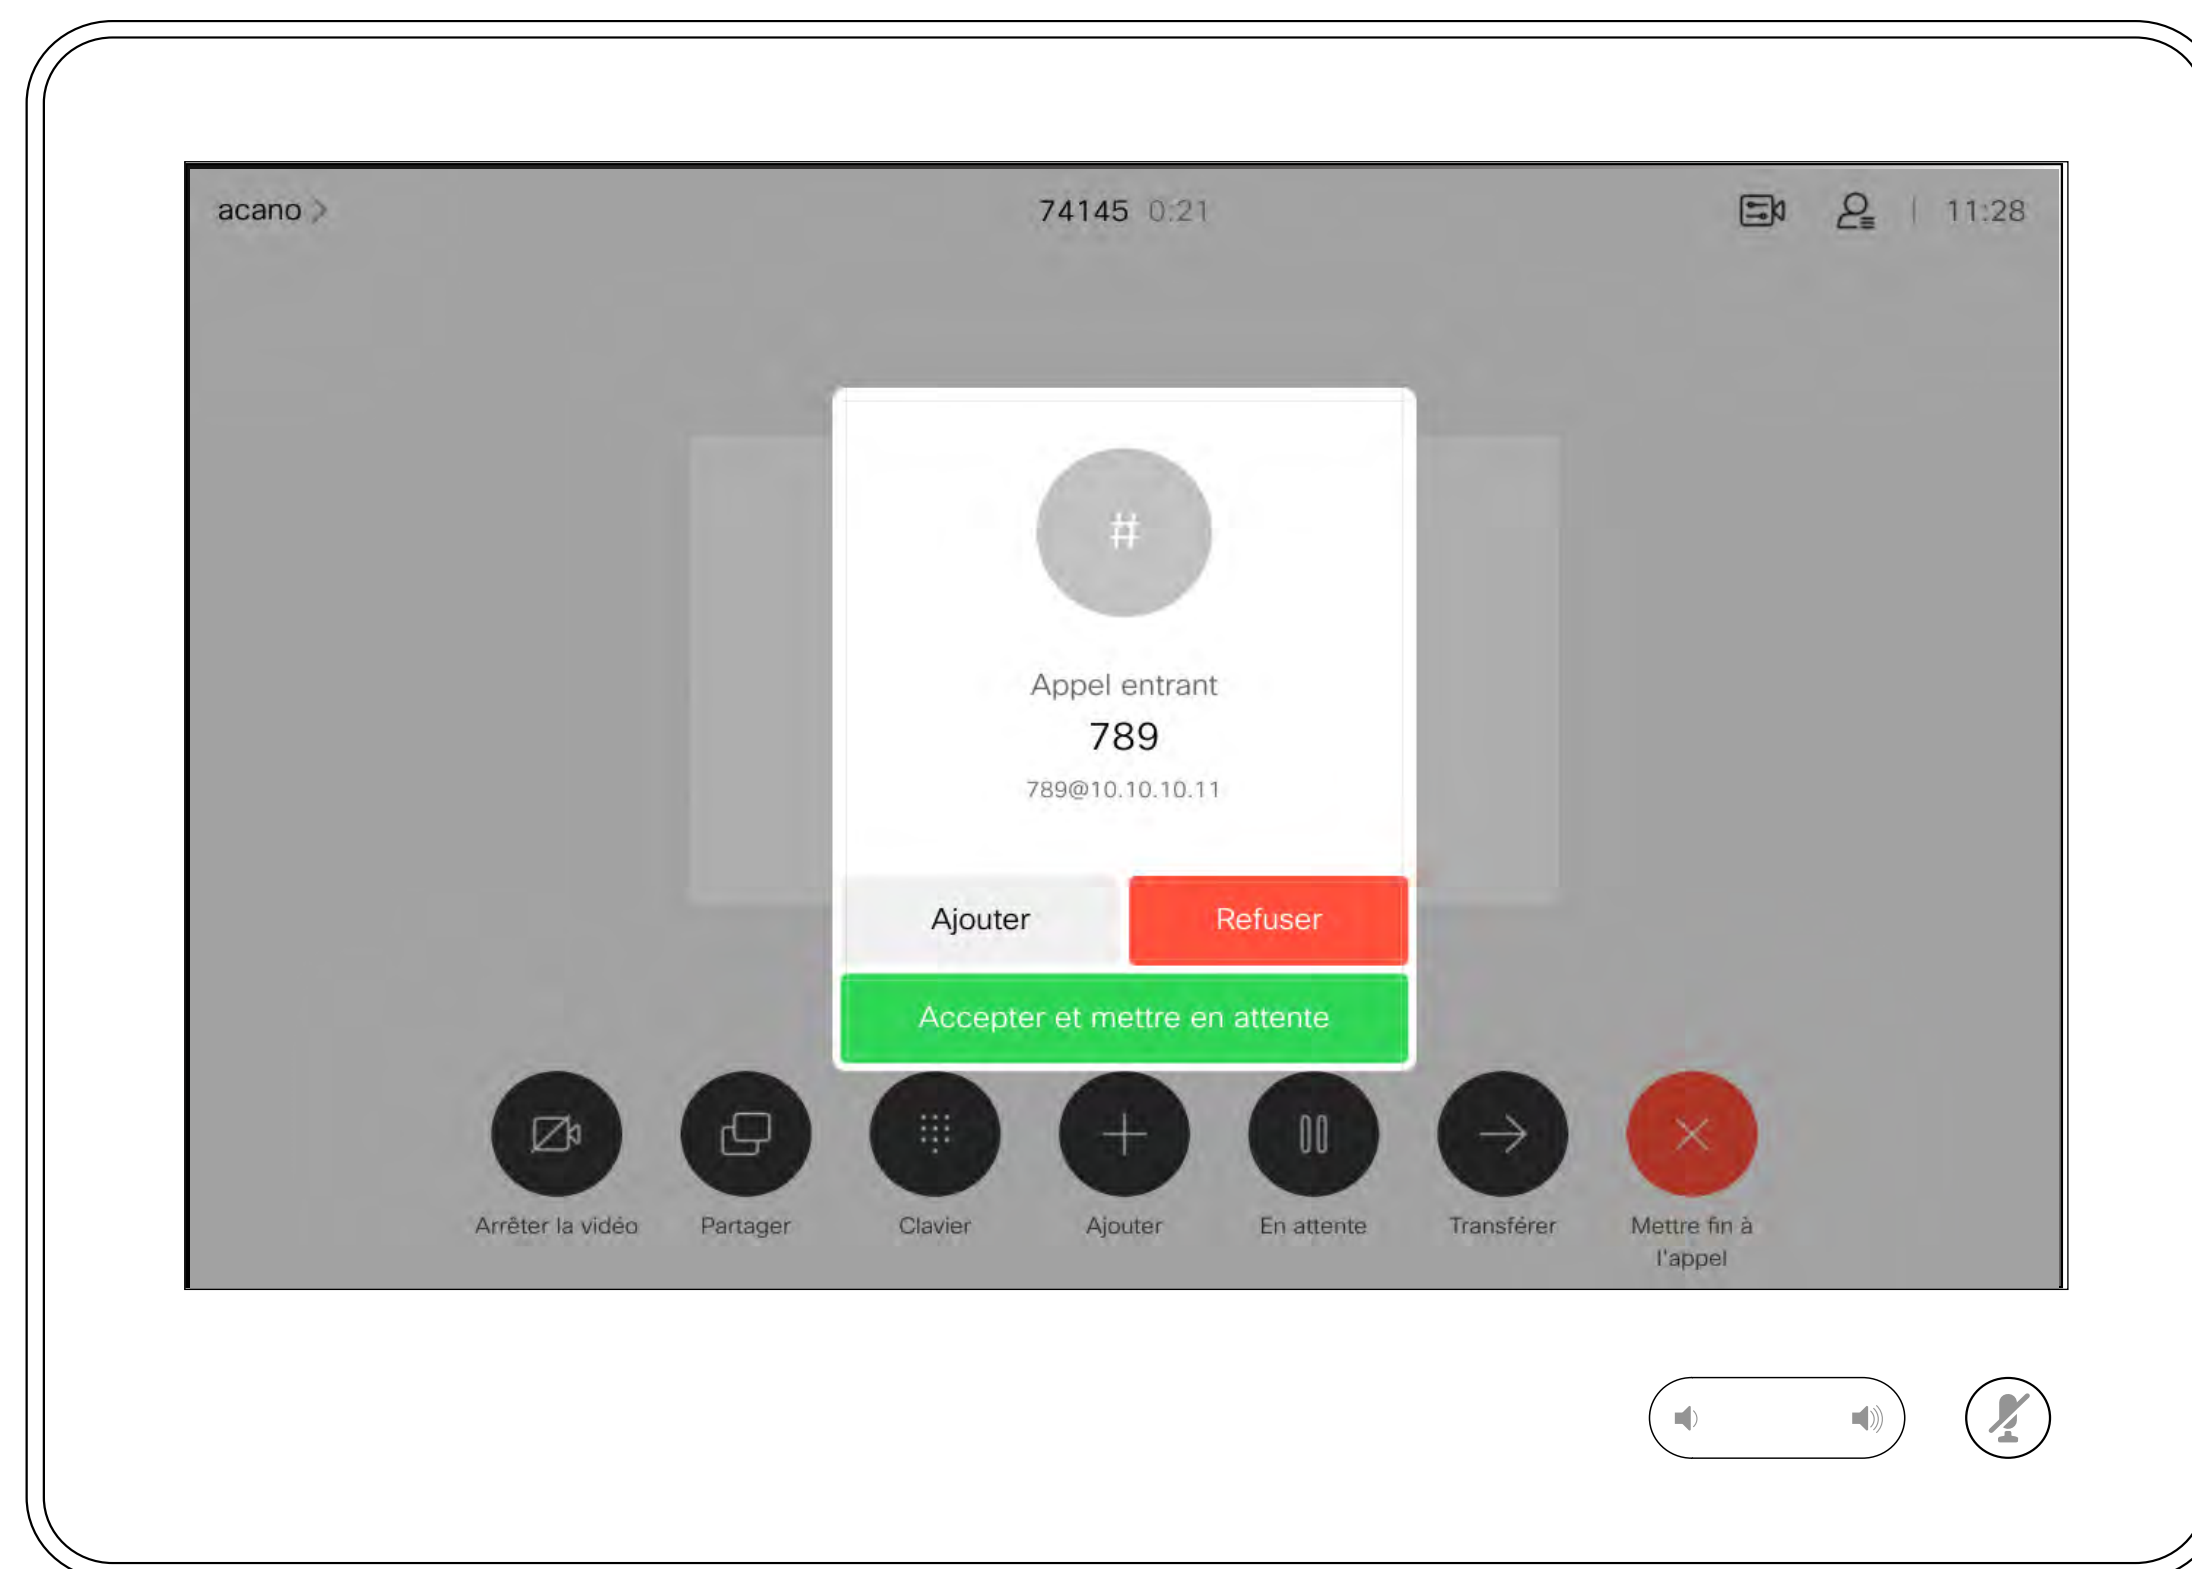 acano
74145 0:21
11:28
#
Appel entrant
789
789@10.10.10.11
Ajouter
Refuser
Accepter et mettre en attente
Arrêter la vidéo
Partager
Clavier
Ajouter
En attente
Transférer
Mettre fin à
l'appel